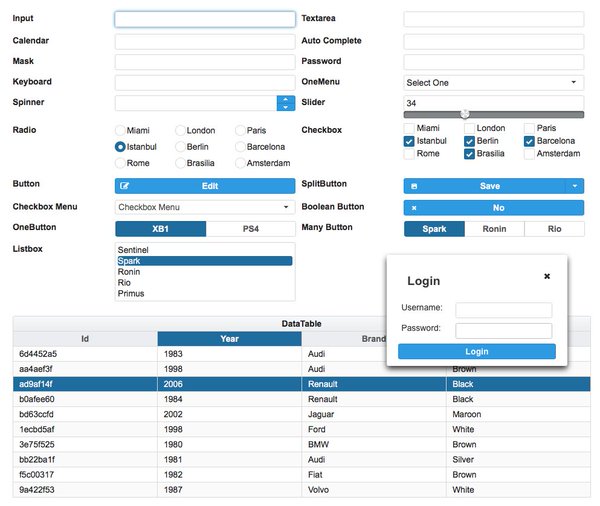 Input Textarea
Calendar Auto Complete
Mask Password
Keyboard OneMenu Select One
Spinner Slider 34
Radio Miami London Paris Checkbox Miami London Paris
Istanbul Berlin Barcelona Istanbul Berlin Barcelona
Rome Brasilia Amsterdam Rome Brasilia Amsterdam
Button Edit SplitButton Save
Checkbox Menu Checkbox Menu Boolean Button No
OneButton XB1 PS4 Many Button Spark Ronin Rio
Listbox Sentinel
Spark
Ronin
Rio
Primus
Login
Username:
Password:
Login
DataTable
Id Year Brand
6d4452a5 1983 Audi
aa4aef3f 1998 Audi Brown
ad9af14f 2006 Renault Black
b0afee60 1984 Renault Black
bd63ccfd 2002 Jaguar Maroon
1ecbd5af 1998 Ford White
3e75f525 1980 BMW Brown
bb22ba1f 1981 Audi Silver
f5c00317 1982 Fiat Brown
9a422f53 1987 Volvo White